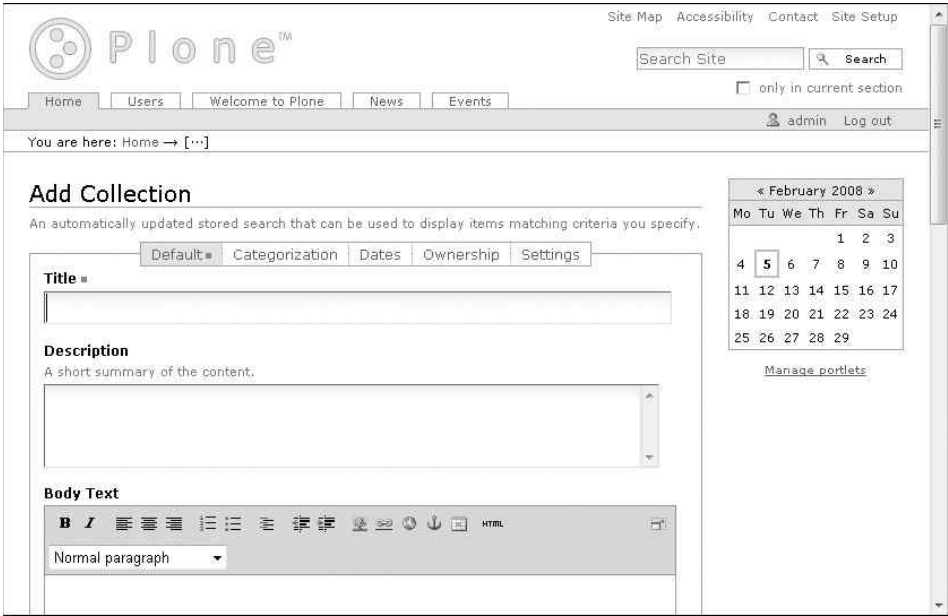 Site Map Accessibility Contact Site Setup
Plone™
Search Site Search
only in current section
Home Users Welcome to Plone News Events
admin Log out
You are here: Home → [···]
Add Collection
An automatically updated stored search that can be used to display items matching criteria you specify.
Default Categorization Dates Ownership Settings
Title
Description
A short summary of the content.
Body Text
B I HTML
Normal paragraph
« February 2008 »
Mo Tu We Th Fr Sa Su
1 2 3
4 5 6 7 8 9 10
11 12 13 14 15 16 17
18 19 20 21 22 23 24
25 26 27 28 29
Manage portlets